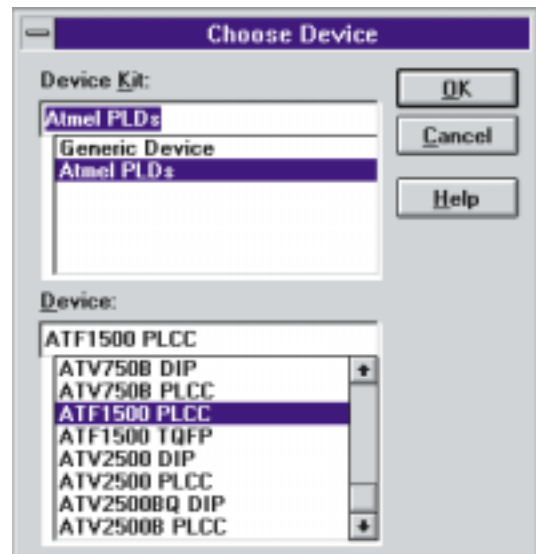 Choose Device
Device Kit:
Atmel PLDs
Generic Device
Atmel PLDs
OK
Cancel
Help
Device:
ATF1500 PLCC
ATV750B DIP
ATV750B PLCC
ATF1500 PLCC
ATF1500 TQFP
ATV2500 DIP
ATV2500 PLCC
ATV2500BQ DIP
ATV2500B PLCC